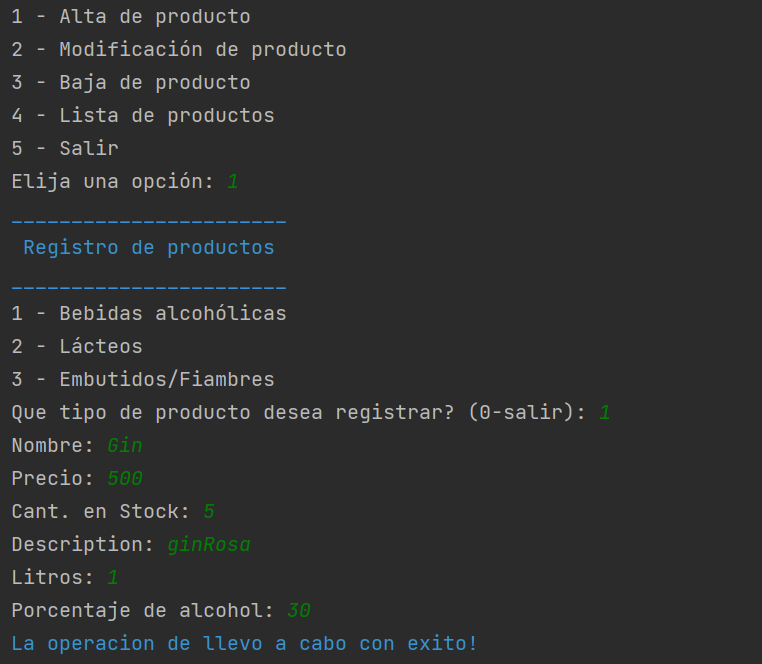 1 - Alta de producto
2 - Modificación de producto
3 - Baja de producto
4 - Lista de productos
5 - Salir
Elija una opción: 1
_______________________
Registro de productos
_______________________
1 - Bebidas alcohólicas
2 - Lácteos
3 - Embutidos/Fiambres
Que tipo de producto desea registrar? (0-salir): 1
Nombre: Gin
Precio: 500
Cant. en Stock: 5
Description: ginRosa
Litros: 1
Porcentaje de alcohol: 30
La operacion de llevo a cabo con exito!